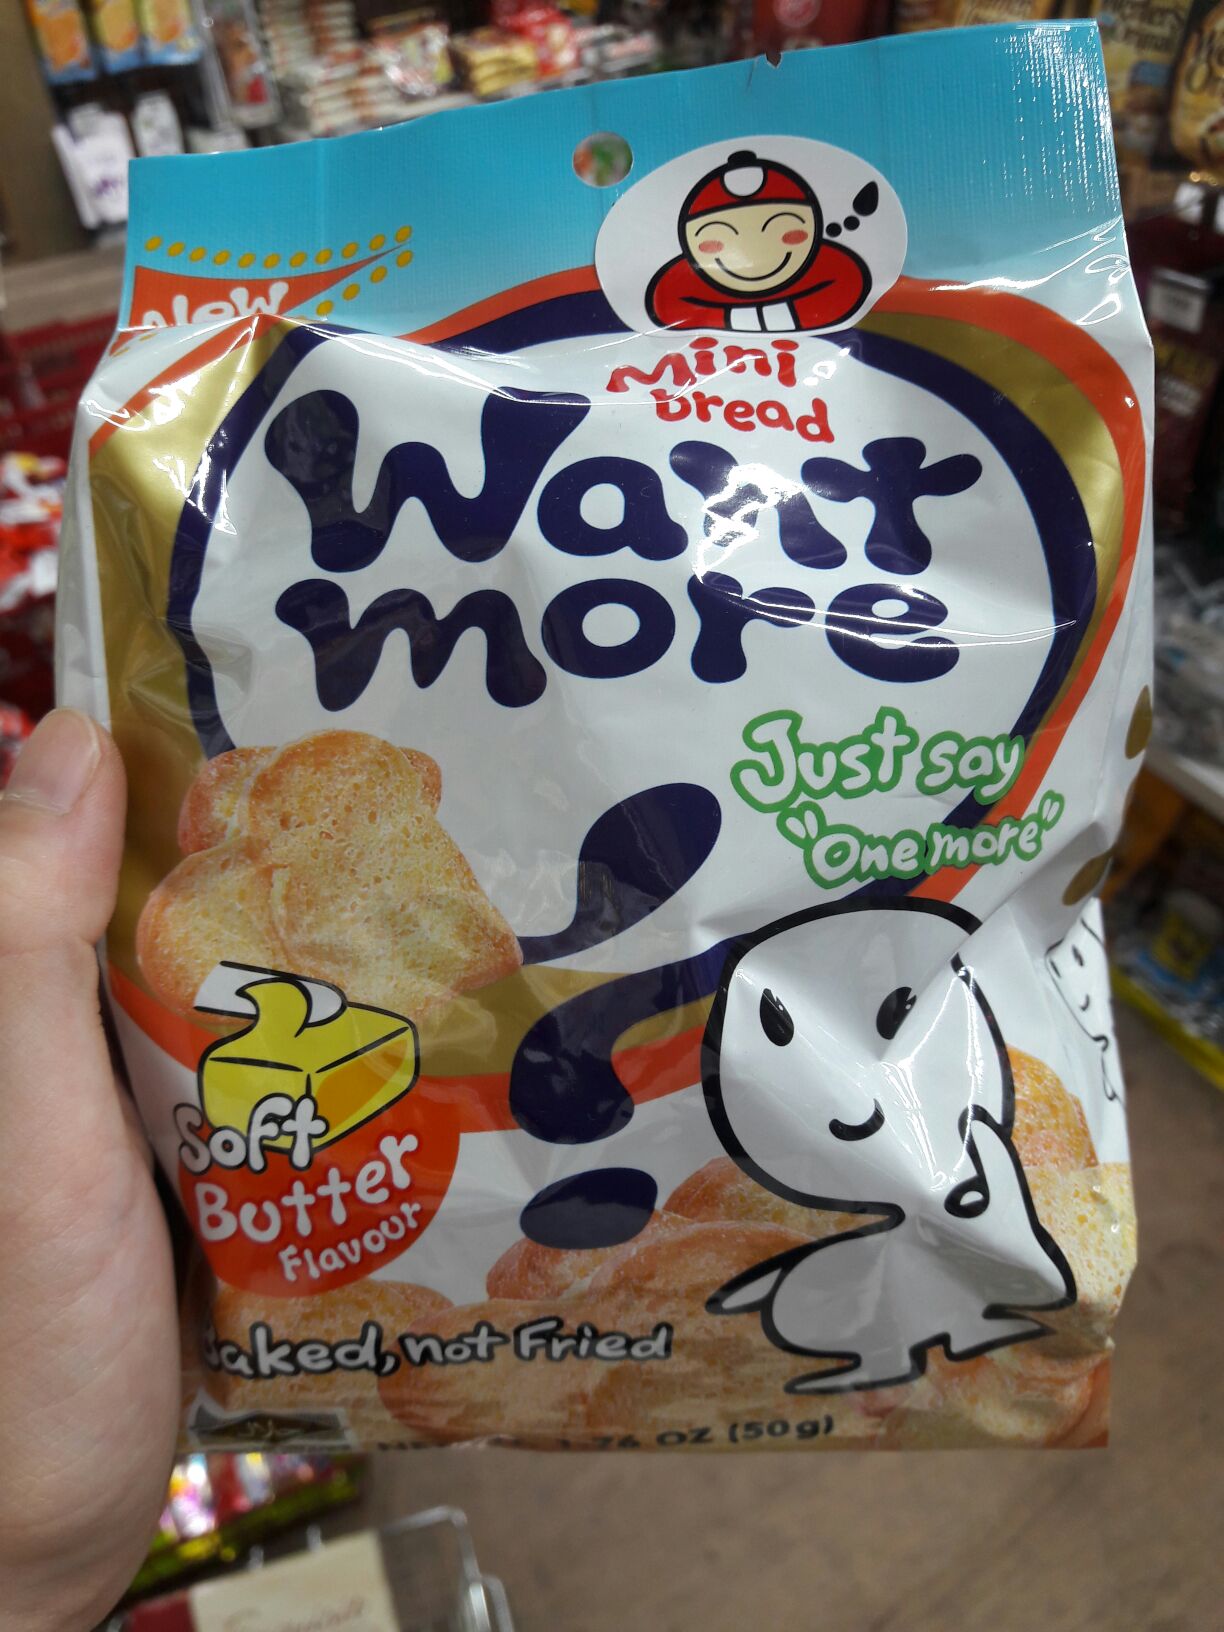 New
Mini
Bread
Want
more
Just say
"One more"
Soft
Butter
Flavour
Baked, not Fried
1.76 OZ (50g)